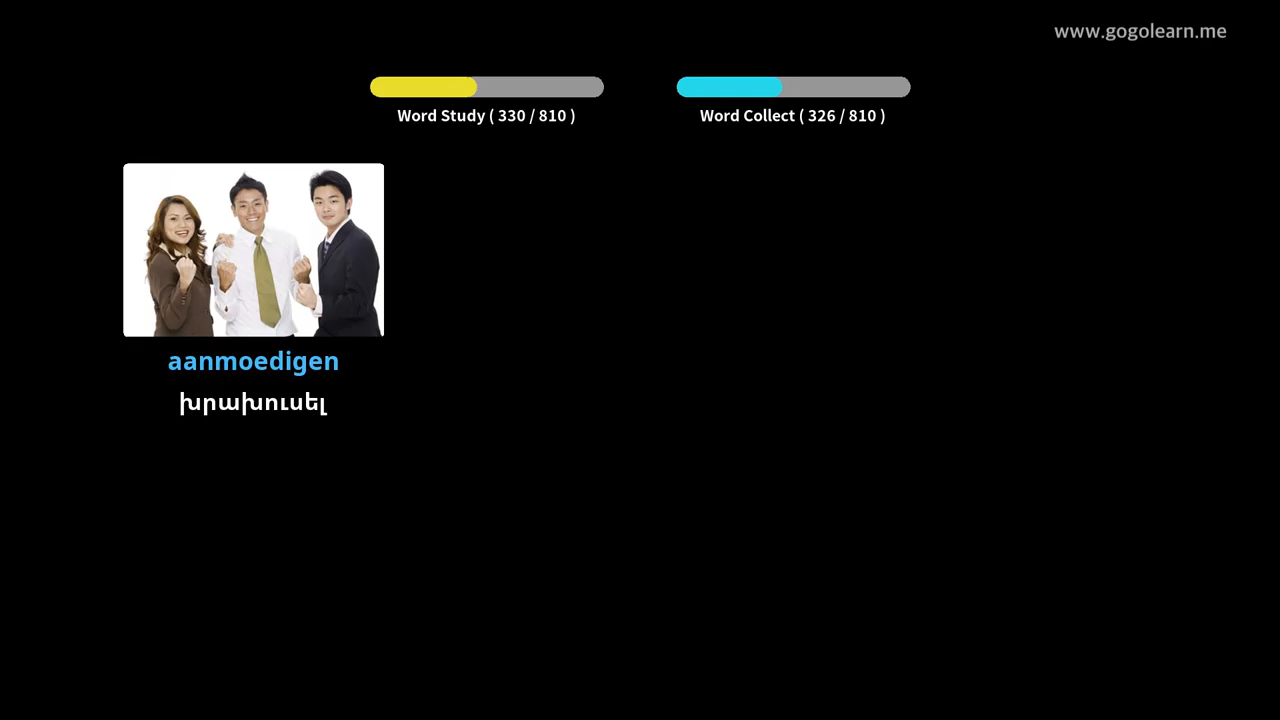 www.gogolearn.me
Word Study ( 330 / 810 )
Word Collect ( 326 / 810 )
aanmoedigen
խրախուսել